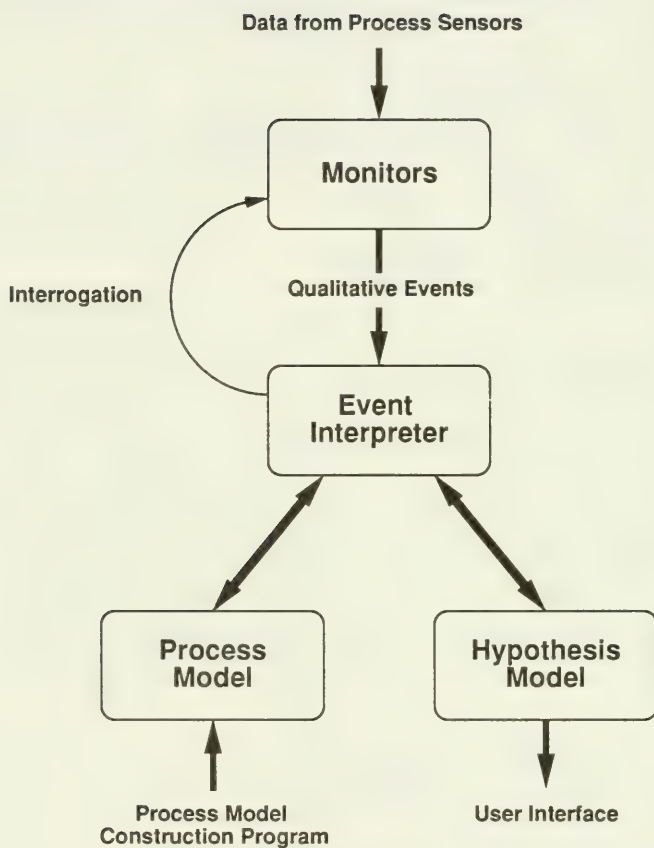 Data from Process Sensors
Monitors
Interrogation
Qualitative Events
Event
Interpreter
Process
Model
Hypothesis
Model
Process Model
Construction Program
User Interface